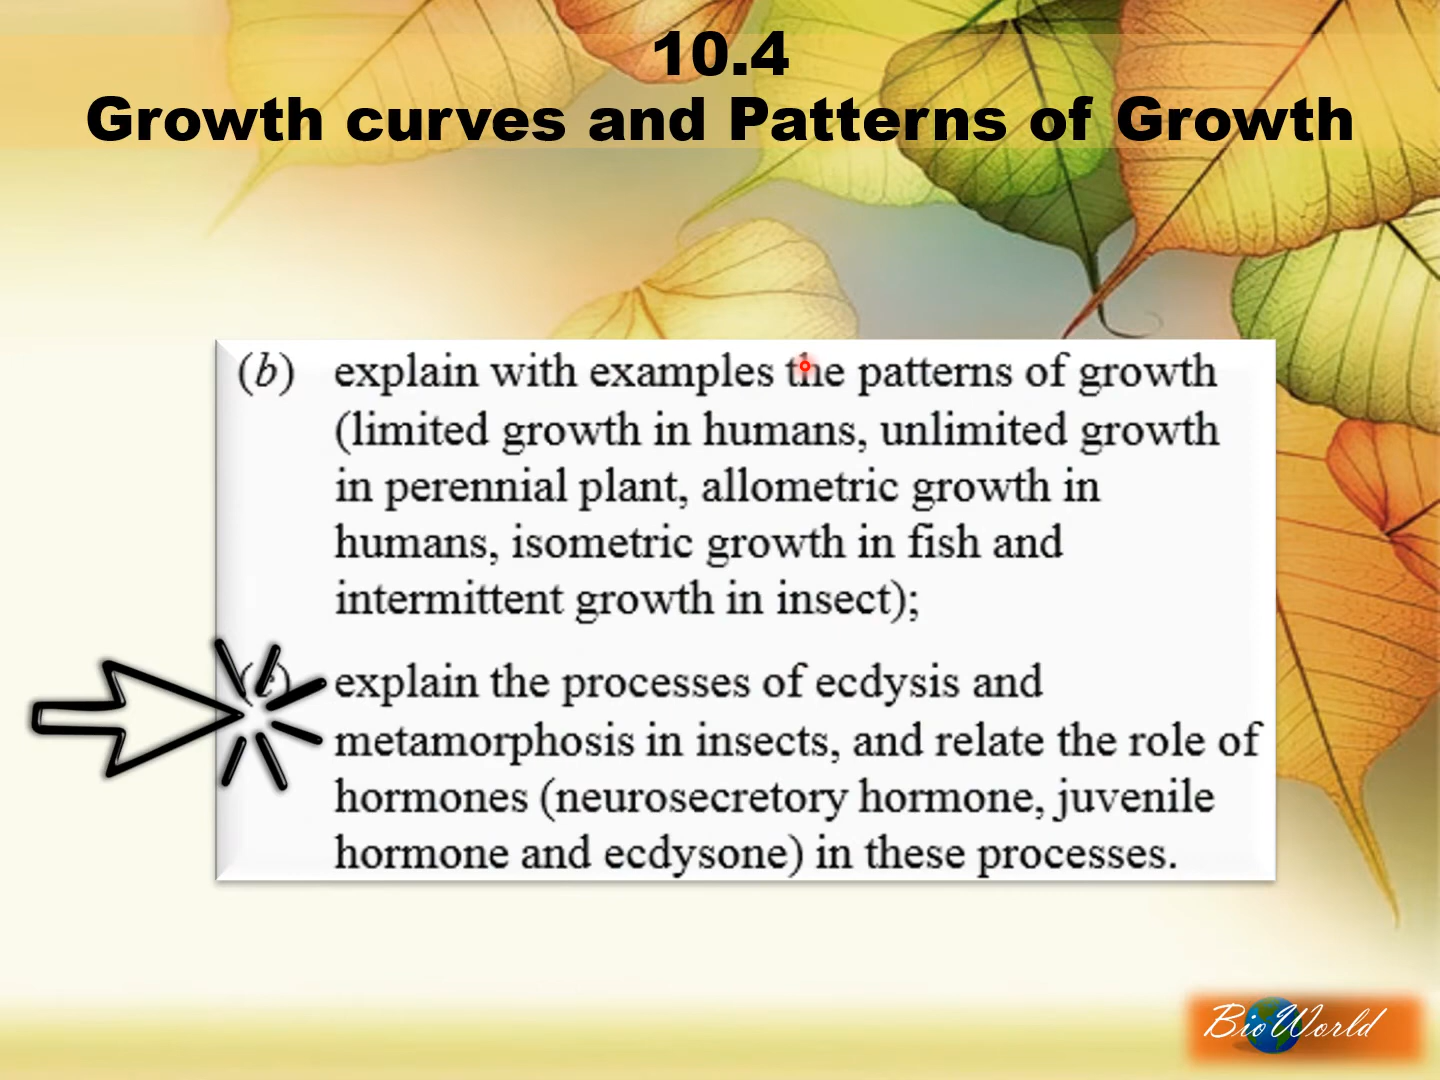 10.4
Growth curves and Patterns of Growth
(b) explain with examples the patterns of growth
(limited growth in humans, unlimited growth
in perennial plant, allometric growth in
humans, isometric growth in fish and
intermittent growth in insect);
explain the processes of ecdysis and
metamorphosis in insects, and relate the role of
hormones (neurosecretory hormone, juvenile
hormone and ecdysone) in these processes.
BioWorld